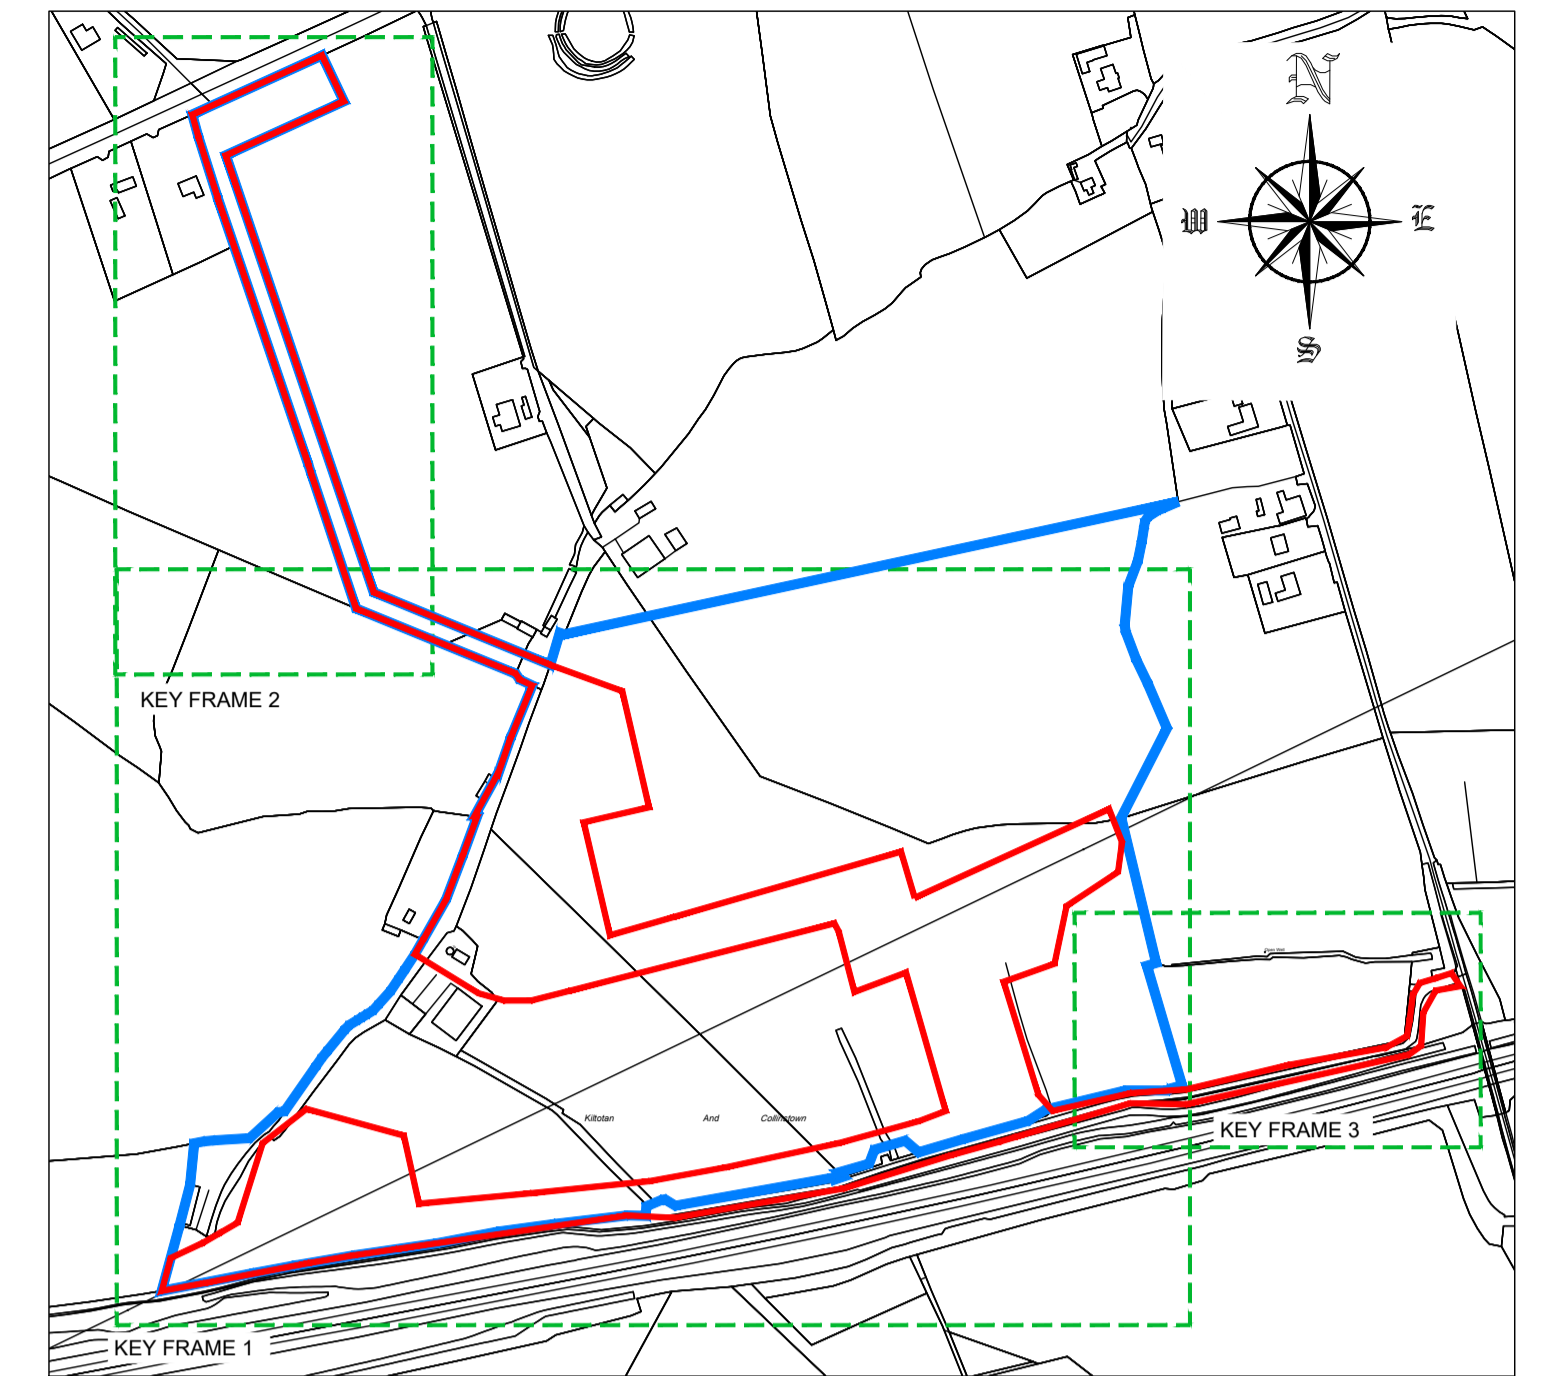 N
W
E
S
KEY FRAME 2
Kiltotan And Collinstown
KEY FRAME 3
KEY FRAME 1